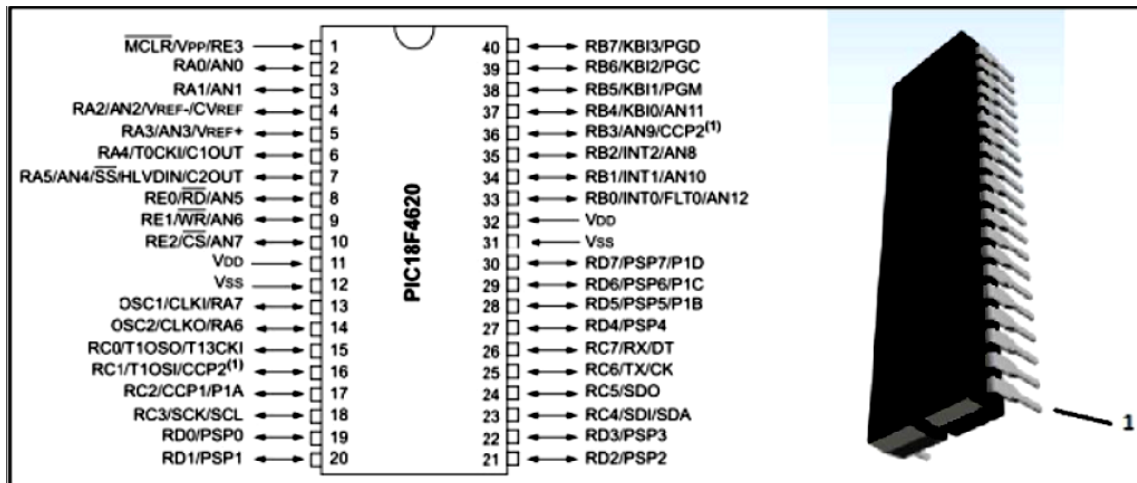 MCLR/VPP/RE3 1
RA0/AN0 2
RA1/AN1 3
RA2/AN2/VREF-/CVREF 4
RA3/AN3/VREF+ 5
RA4/T0CKI/C1OUT 6
RA5/AN4/SS/HLVDIN/C2OUT 7
RE0/RD/AN5 8
RE1/WR/AN6 9
RE2/CS/AN7 10
VDD 11
VSS 12
OSC1/CLKI/RA7 13
OSC2/CLKO/RA6 14
RC0/T1OSO/T13CKI 15
RC1/T1OSI/CCP2(1) 16
RC2/CCP1/P1A 17
RC3/SCK/SCL 18
RD0/PSP0 19
RD1/PSP1 20
PIC18F4620
40 RB7/KBI3/PGD
39 RB6/KBI2/PGC
38 RB5/KBI1/PGM
37 RB4/KBI0/AN11
36 RB3/AN9/CCP2(1)
35 RB2/INT2/AN8
34 RB1/INT1/AN10
33 RB0/INT0/FLT0/AN12
32 VDD
31 VSS
30 RD7/PSP7/P1D
29 RD6/PSP6/P1C
28 RD5/PSP5/P1B
27 RD4/PSP4
26 RC7/RX/DT
25 RC6/TX/CK
24 RC5/SDO
23 RC4/SDI/SDA
22 RD3/PSP3
21 RD2/PSP2
1